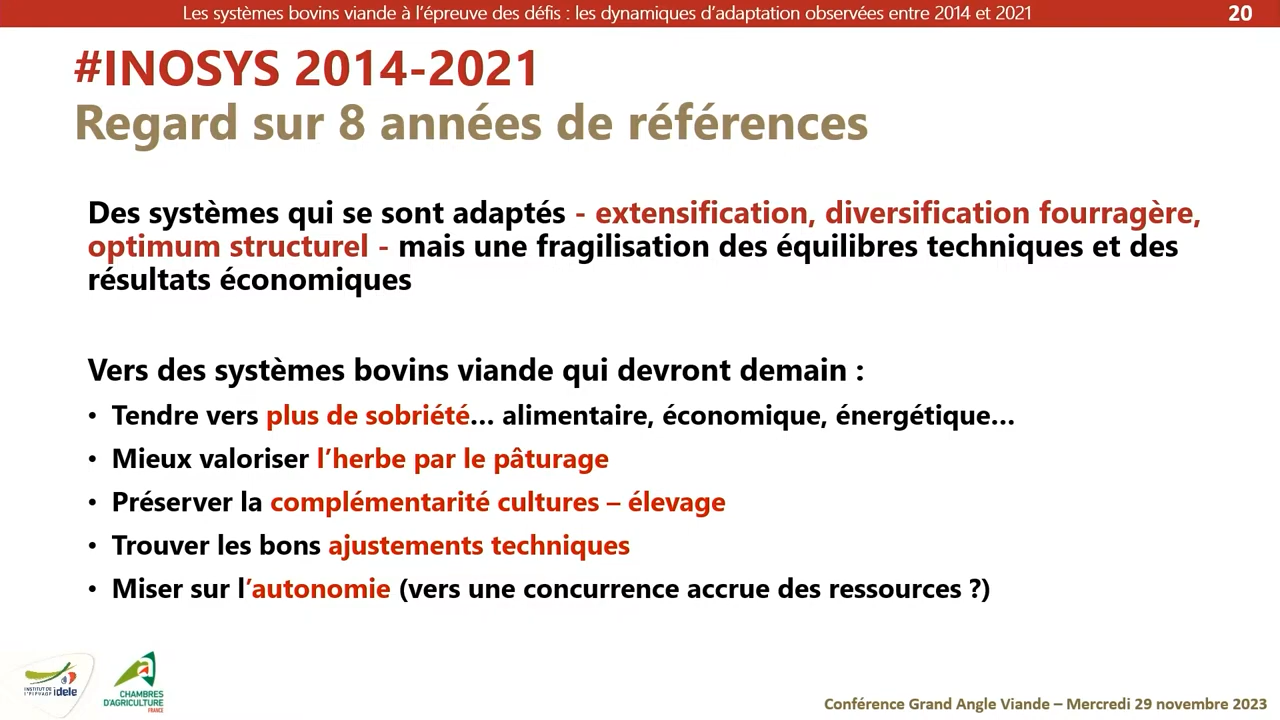 Les systèmes bovins viande à l'épreuve des défis : les dynamiques d'adaptation observées entre 2014 et 2021
20
#INOSYS 2014-2021
Regard sur 8 années de références
Des systèmes qui se sont adaptés - extensification, diversification fourragère,
optimum structurel - mais une fragilisation des équilibres techniques et des
résultats économiques
Vers des systèmes bovins viande qui devront demain :
• Tendre vers plus de sobriété… alimentaire, économique, énergétique…
• Mieux valoriser l'herbe par le pâturage
• Préserver la complémentarité cultures – élevage
• Trouver les bons ajustements techniques
• Miser sur l'autonomie (vers une concurrence accrue des ressources ?)
INSTITUT DE
L'ÉLEVAGE idele
CHAMBRES
D'AGRICULTURE
FRANCE
Conférence Grand Angle Viande – Mercredi 29 novembre 2023